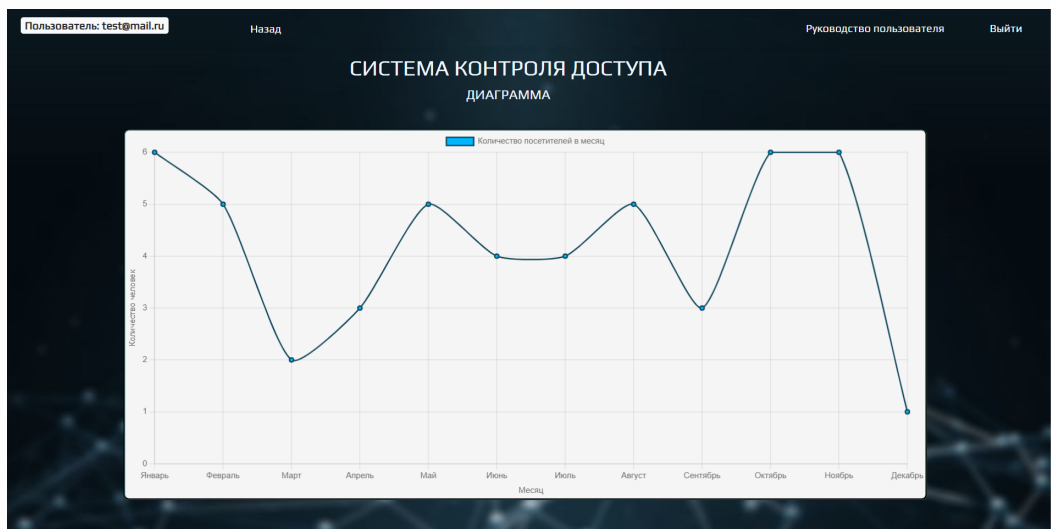 Пользователь: test@mail.ru
Назад
Руководство пользователя
Выйти
СИСТЕМА КОНТРОЛЯ ДОСТУПА
ДИАГРАММА
Количество посетителей в месяц
6
5
4
3
2
1
0
Количество человек
Январь Февраль Март Апрель Май Июнь Июль Август Сентябрь Октябрь Ноябрь Декабрь
Месяц